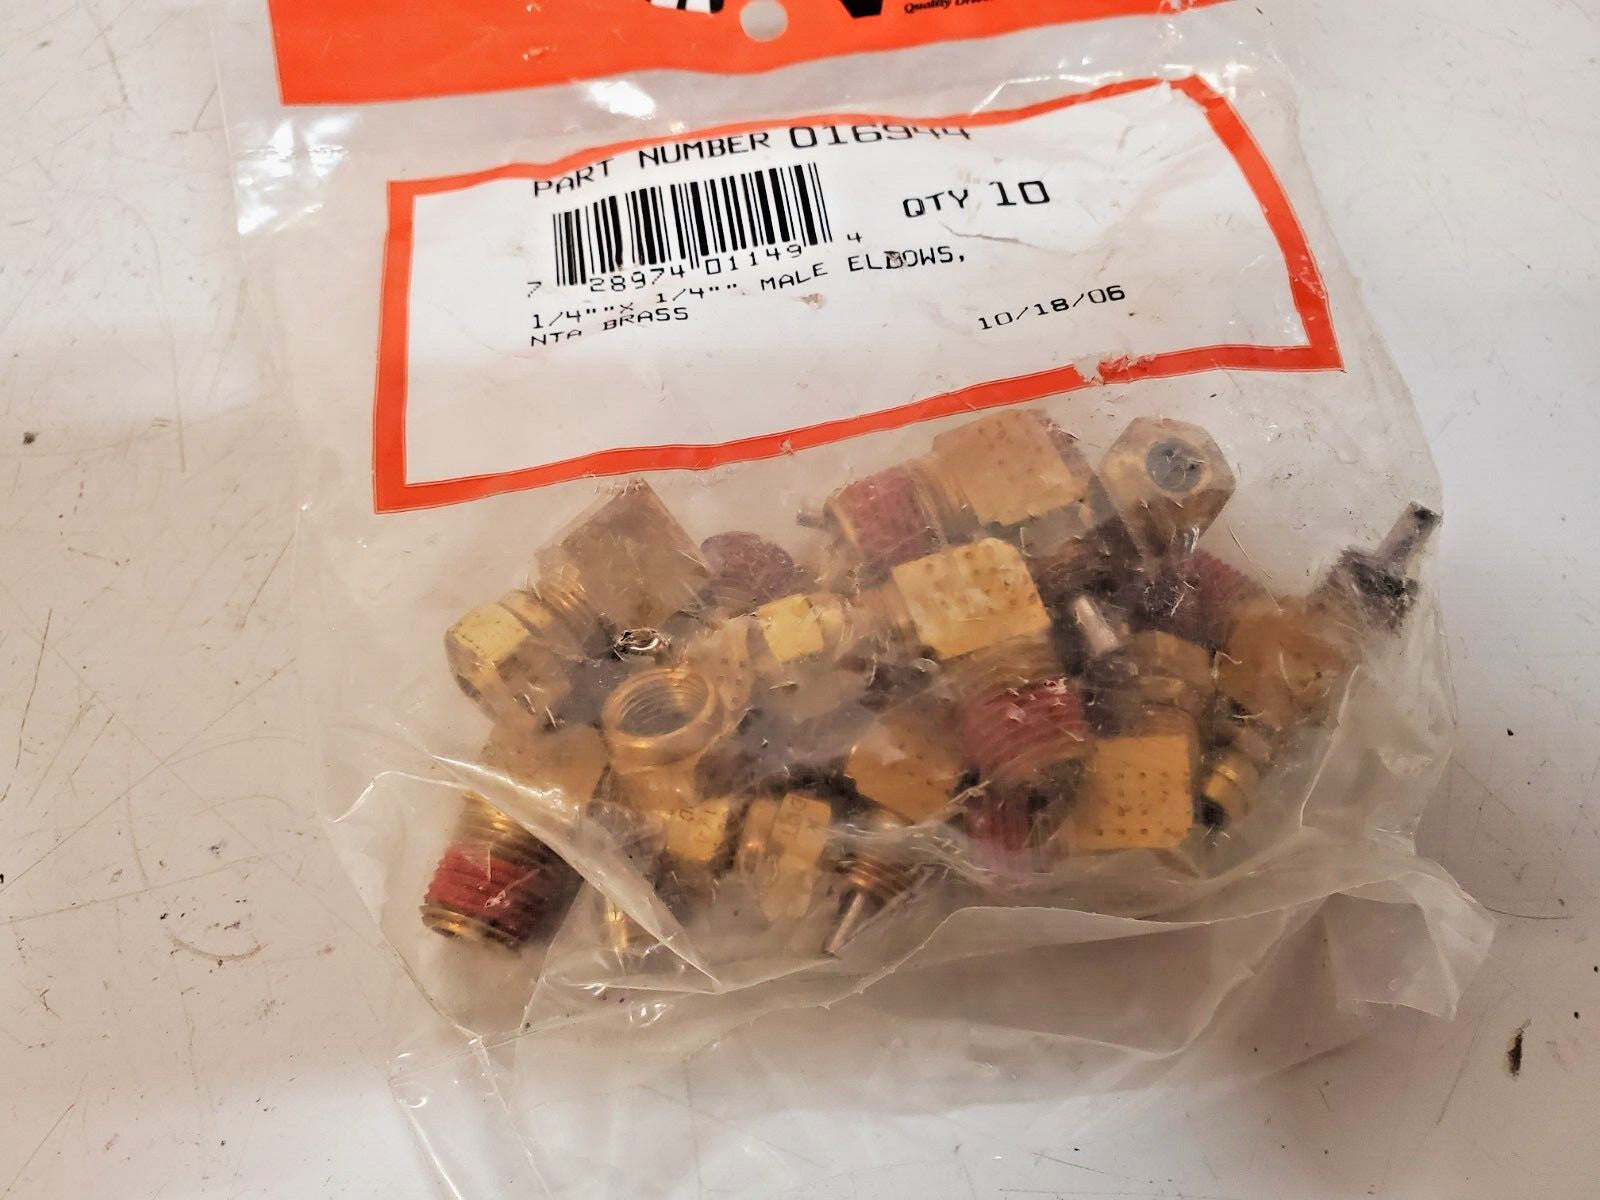 Quality
PART NUMBER 016944
QTY 10
7 28974 01149 4
1/4""X 1/4"" MALE ELBOWS,
NTA BRASS
10/18/06